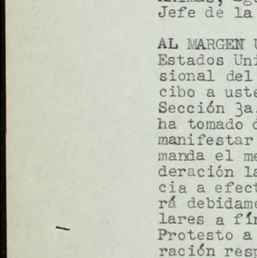 Jefe de la
AL MARGEN U
Estados Uni
sional del
cibo a uste
Sección 3a.
ha tomado d
manifestar
manda el me
deración la
cia a efect
rá debidame
lares a fin
Protesto a
ración resp